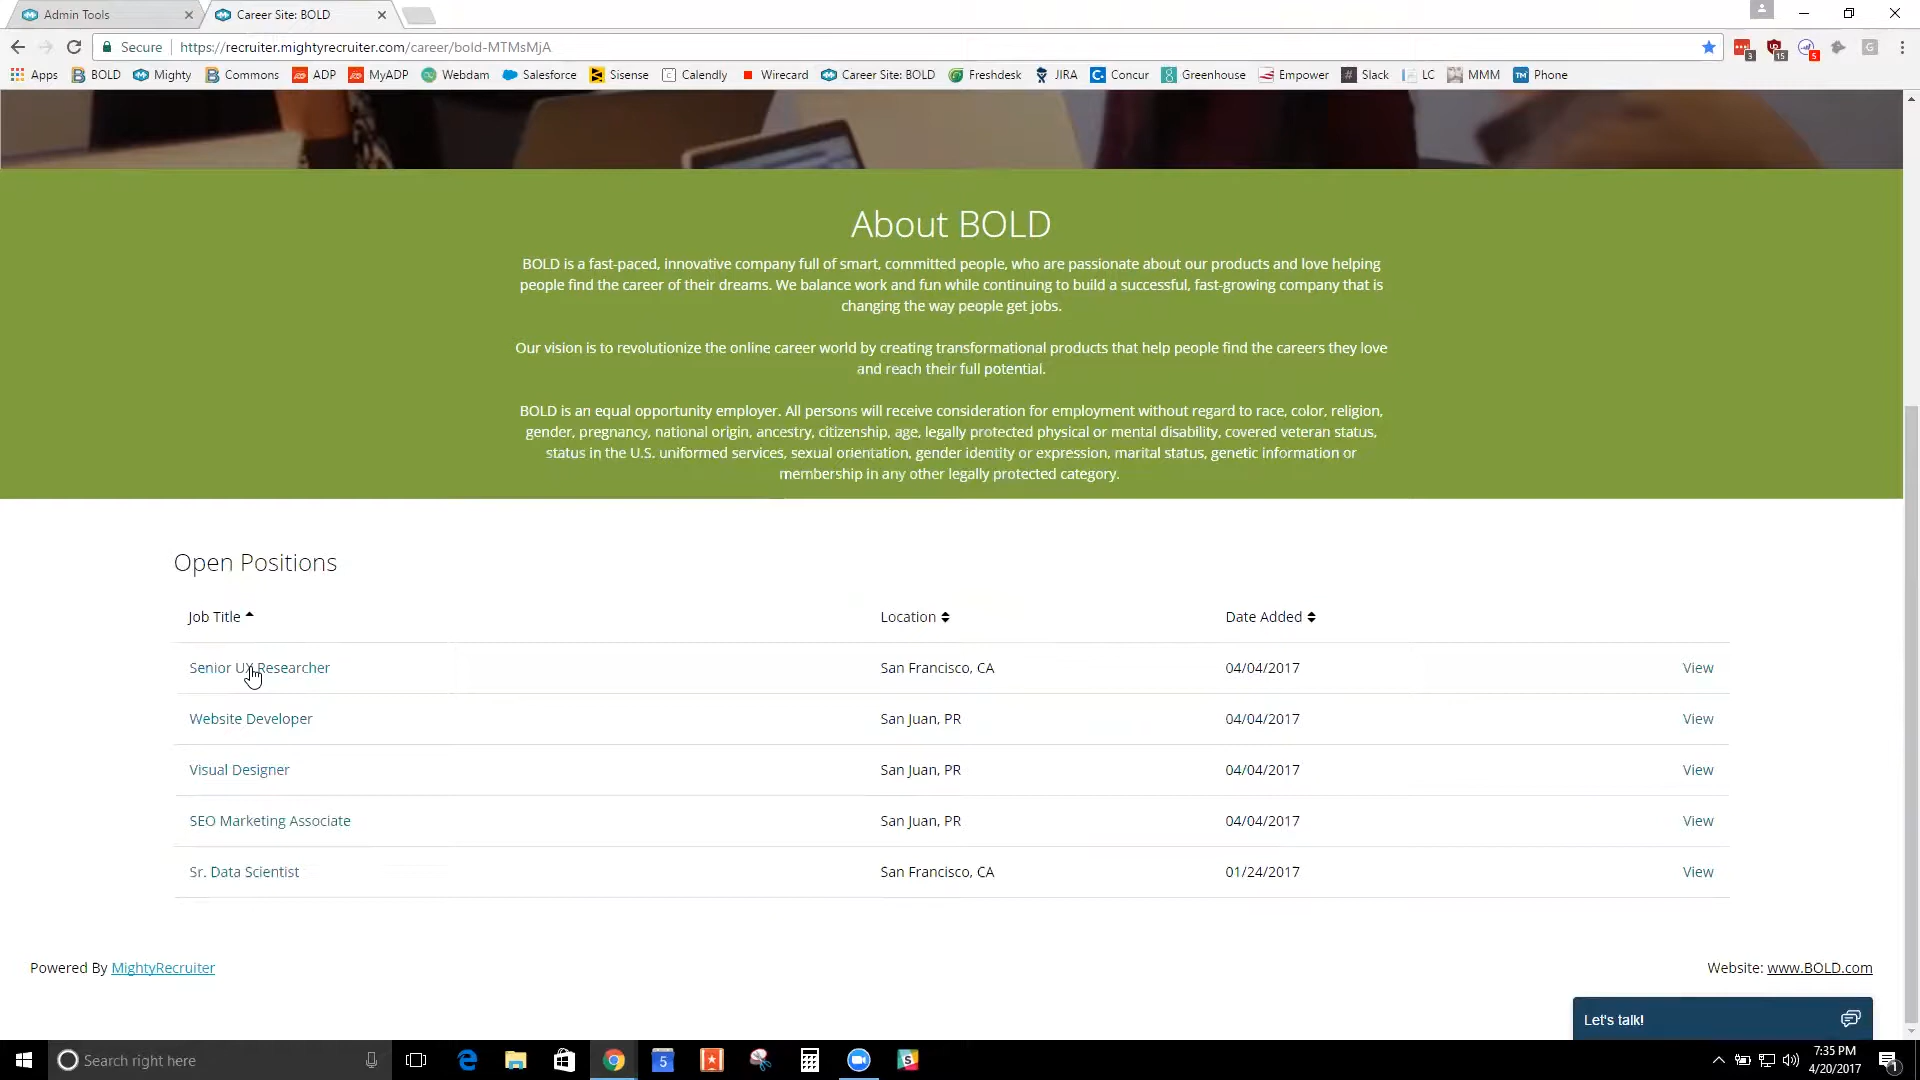 Admin Tools
Career Site: BOLD
Secure
https://recruiter.mightyrecruiter.com/career/bold-MTMsMjA
3
15
5
G
Apps
BOLD
Mighty
Commons
ADP
MyADP
Webdam
Salesforce
Sisense
Calendly
Wirecard
Career Site: BOLD
Freshdesk
JIRA
Concur
Greenhouse
Empower
Slack
LC
MMM
Phone
About BOLD
BOLD is a fast-paced, innovative company full of smart, committed people, who are passionate about our products and love helping
people find the career of their dreams. We balance work and fun while continuing to build a successful, fast-growing company that is
changing the way people get jobs.
Our vision is to revolutionize the online career world by creating transformational products that help people find the careers they love
and reach their full potential.
BOLD is an equal opportunity employer. All persons will receive consideration for employment without regard to race, color, religion,
gender, pregnancy, national origin, ancestry, citizenship, age, legally protected physical or mental disability, covered veteran status,
status in the U.S. uniformed services, sexual orientation, gender identity or expression, marital status, genetic information or
membership in any other legally protected category.
Open Positions
Job Title Location Date Added
Senior UX Researcher San Francisco, CA 04/04/2017 View
Website Developer San Juan, PR 04/04/2017 View
Visual Designer San Juan, PR 04/04/2017 View
SEO Marketing Associate San Juan, PR 04/04/2017 View
Sr. Data Scientist San Francisco, CA 01/24/2017 View
Powered By MightyRecruiter
Website: www.BOLD.com
Let's talk!
Search right here
5
7:35 PM
4/20/2017
1